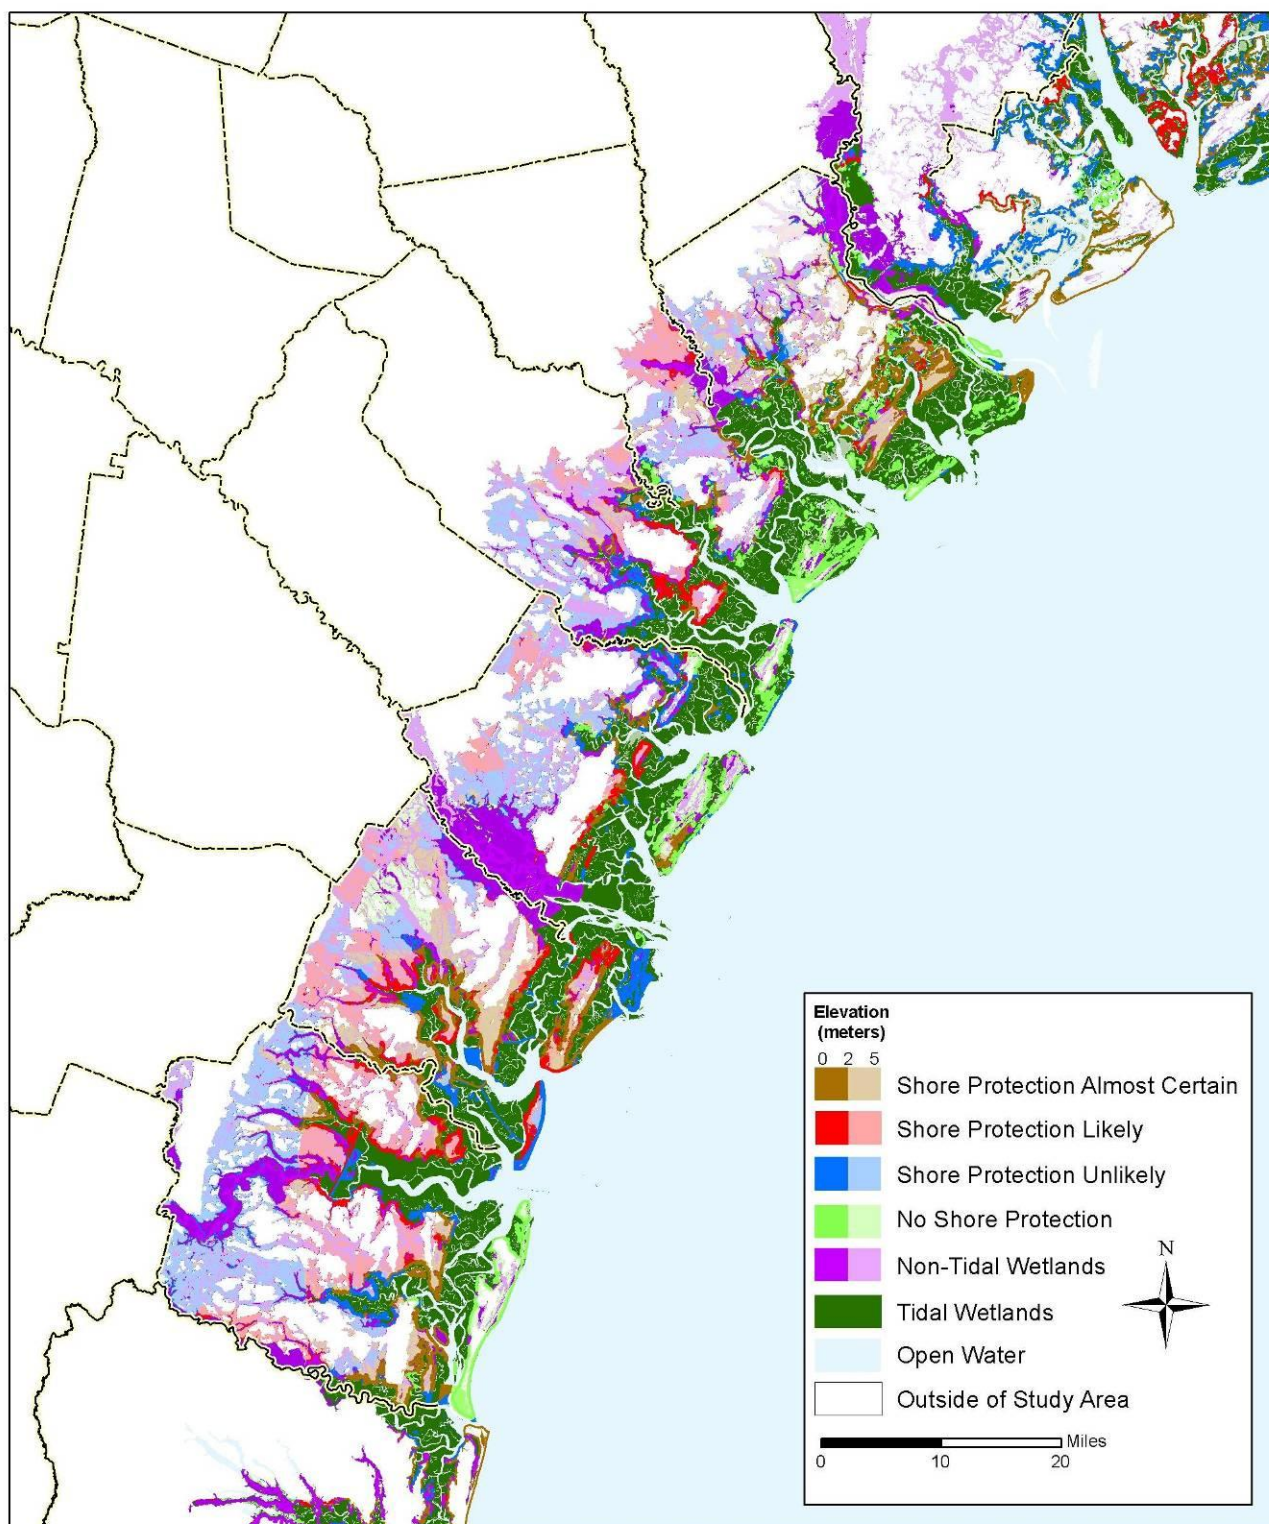 Elevation
(meters)
0 2 5
Shore Protection Almost Certain
Shore Protection Likely
Shore Protection Unlikely
No Shore Protection
Non-Tidal Wetlands
N
Tidal Wetlands
Open Water
Outside of Study Area
Miles
0 10 20